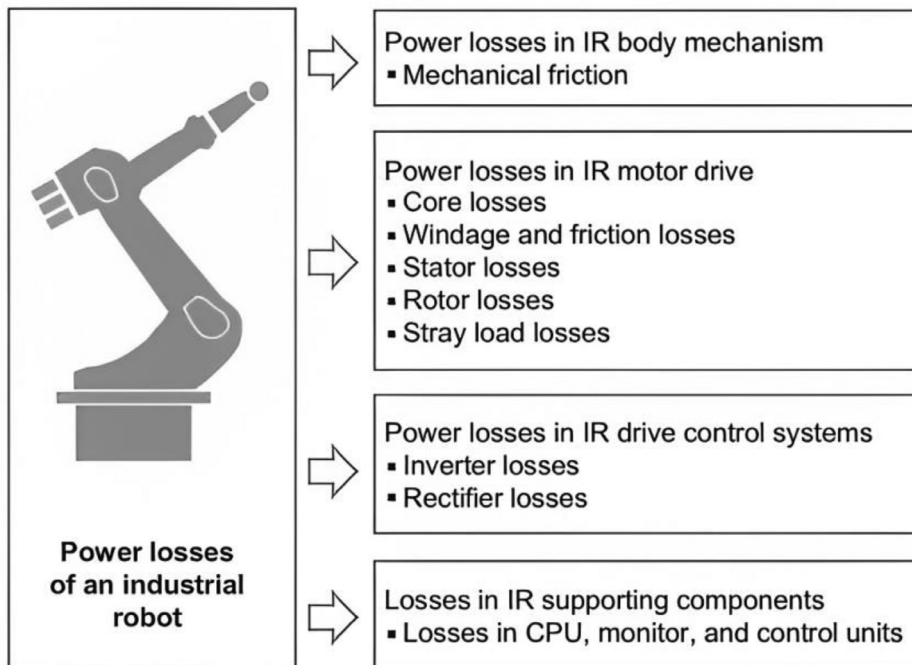 Power losses
of an industrial
robot
Power losses in IR body mechanism
▪ Mechanical friction
Power losses in IR motor drive
▪ Core losses
▪ Windage and friction losses
▪ Stator losses
▪ Rotor losses
▪ Stray load losses
Power losses in IR drive control systems
▪ Inverter losses
▪ Rectifier losses
Losses in IR supporting components
▪ Losses in CPU, monitor, and control units